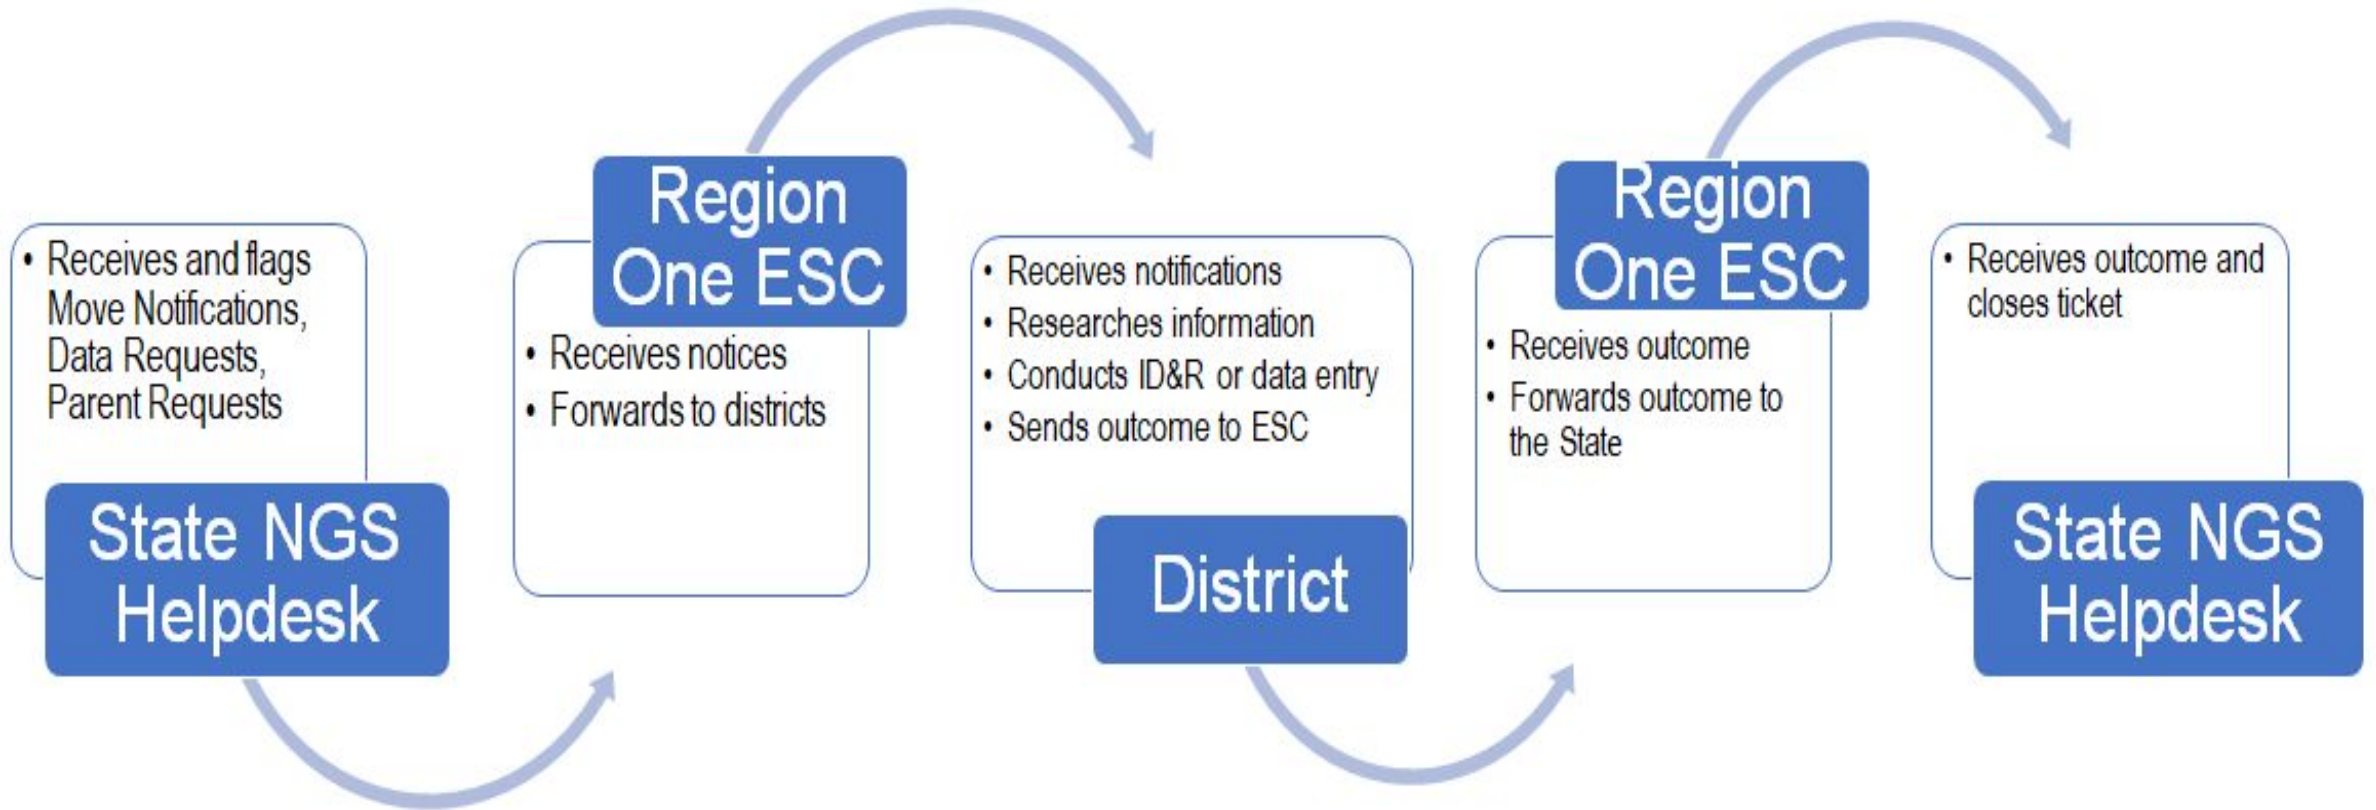 • Receives and flags
Move Notifications,
Data Requests,
Parent Requests
State NGS
Helpdesk
Region
One ESC
• Receives notices
• Forwards to districts
• Receives notifications
• Researches information
• Conducts ID&R or data entry
• Sends outcome to ESC
District
Region
One ESC
• Receives outcome
• Forwards outcome to
the State
• Receives outcome and
closes ticket
State NGS
Helpdesk